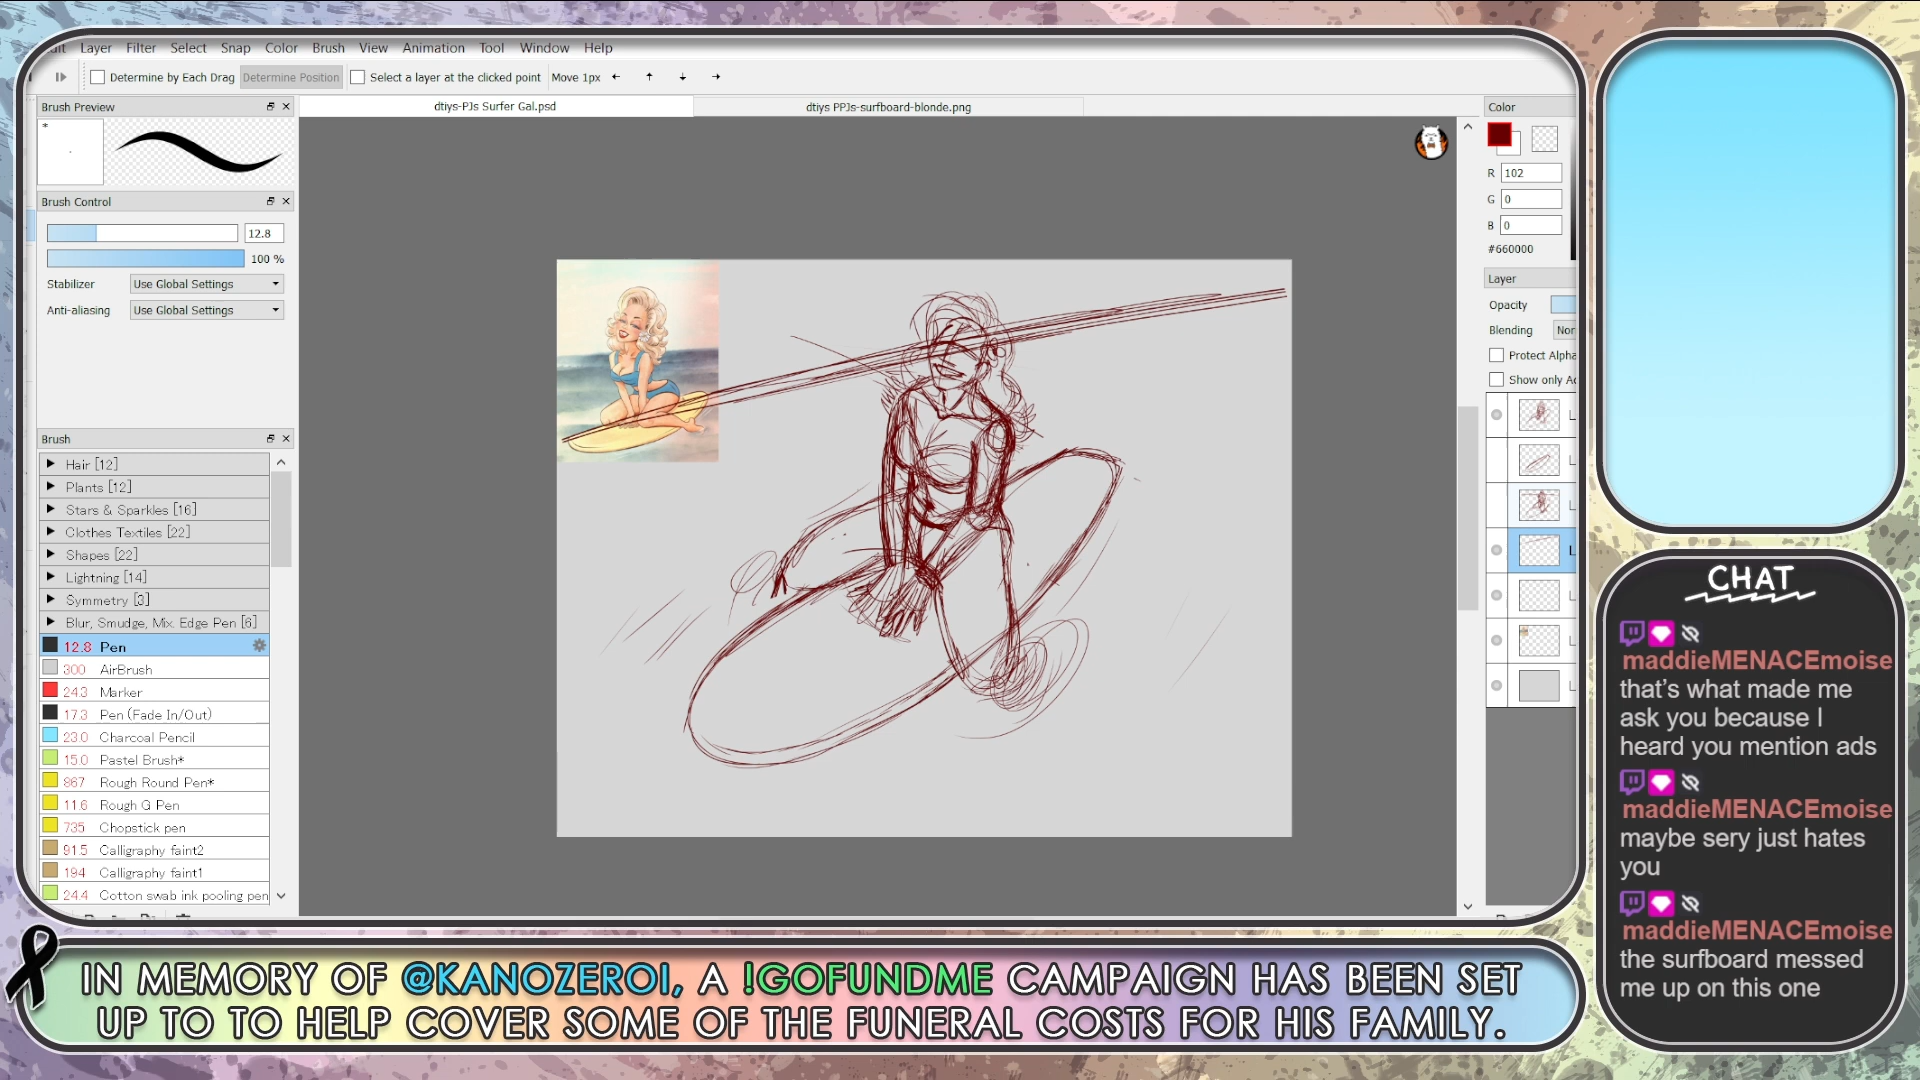 Layer Filter Select Snap Color Brush View Animation Tool Window Help
Determine by Each Drag Determine Position Select a layer at the clicked point Move 1px
Brush Preview
dtiys-PJs Surfer Gal.psd
dtiys PPJs-surfboard-blonde.png
Brush Control
12.8
100 %
Stabilizer Use Global Settings
Anti-aliasing Use Global Settings
Brush
Hair [12]
Plants [12]
Stars & Sparkles [16]
Clothes Textiles [22]
Shapes [22]
Lightning [14]
Symmetry [3]
Blur, Smudge, Mix. Edge Pen [6]
12.8 Pen
300 AirBrush
24.3 Marker
17.3 Pen (Fade In/Out)
23.0 Charcoal Pencil
15.0 Pastel Brush*
867 Rough Round Pen*
11.6 Rough G Pen
735 Chopstick pen
91.5 Calligraphy faint2
194 Calligraphy faint1
24.4 Cotton swab ink pooling pen
Color
R 102
G 0
B 0
#660000
Layer
Opacity
Blending Nor
Protect Alpha
Show only
CHAT
maddieMENACEmoise
that's what made me
ask you because I
heard you mention ads
maddieMENACEmoise
maybe sery just hates
you
maddieMENACEmoise
the surfboard messed
me up on this one
IN MEMORY OF @KANOZEROI, A !GOFUNDME CAMPAIGN HAS BEEN SET
UP TO TO HELP COVER SOME OF THE FUNERAL COSTS FOR HIS FAMILY.